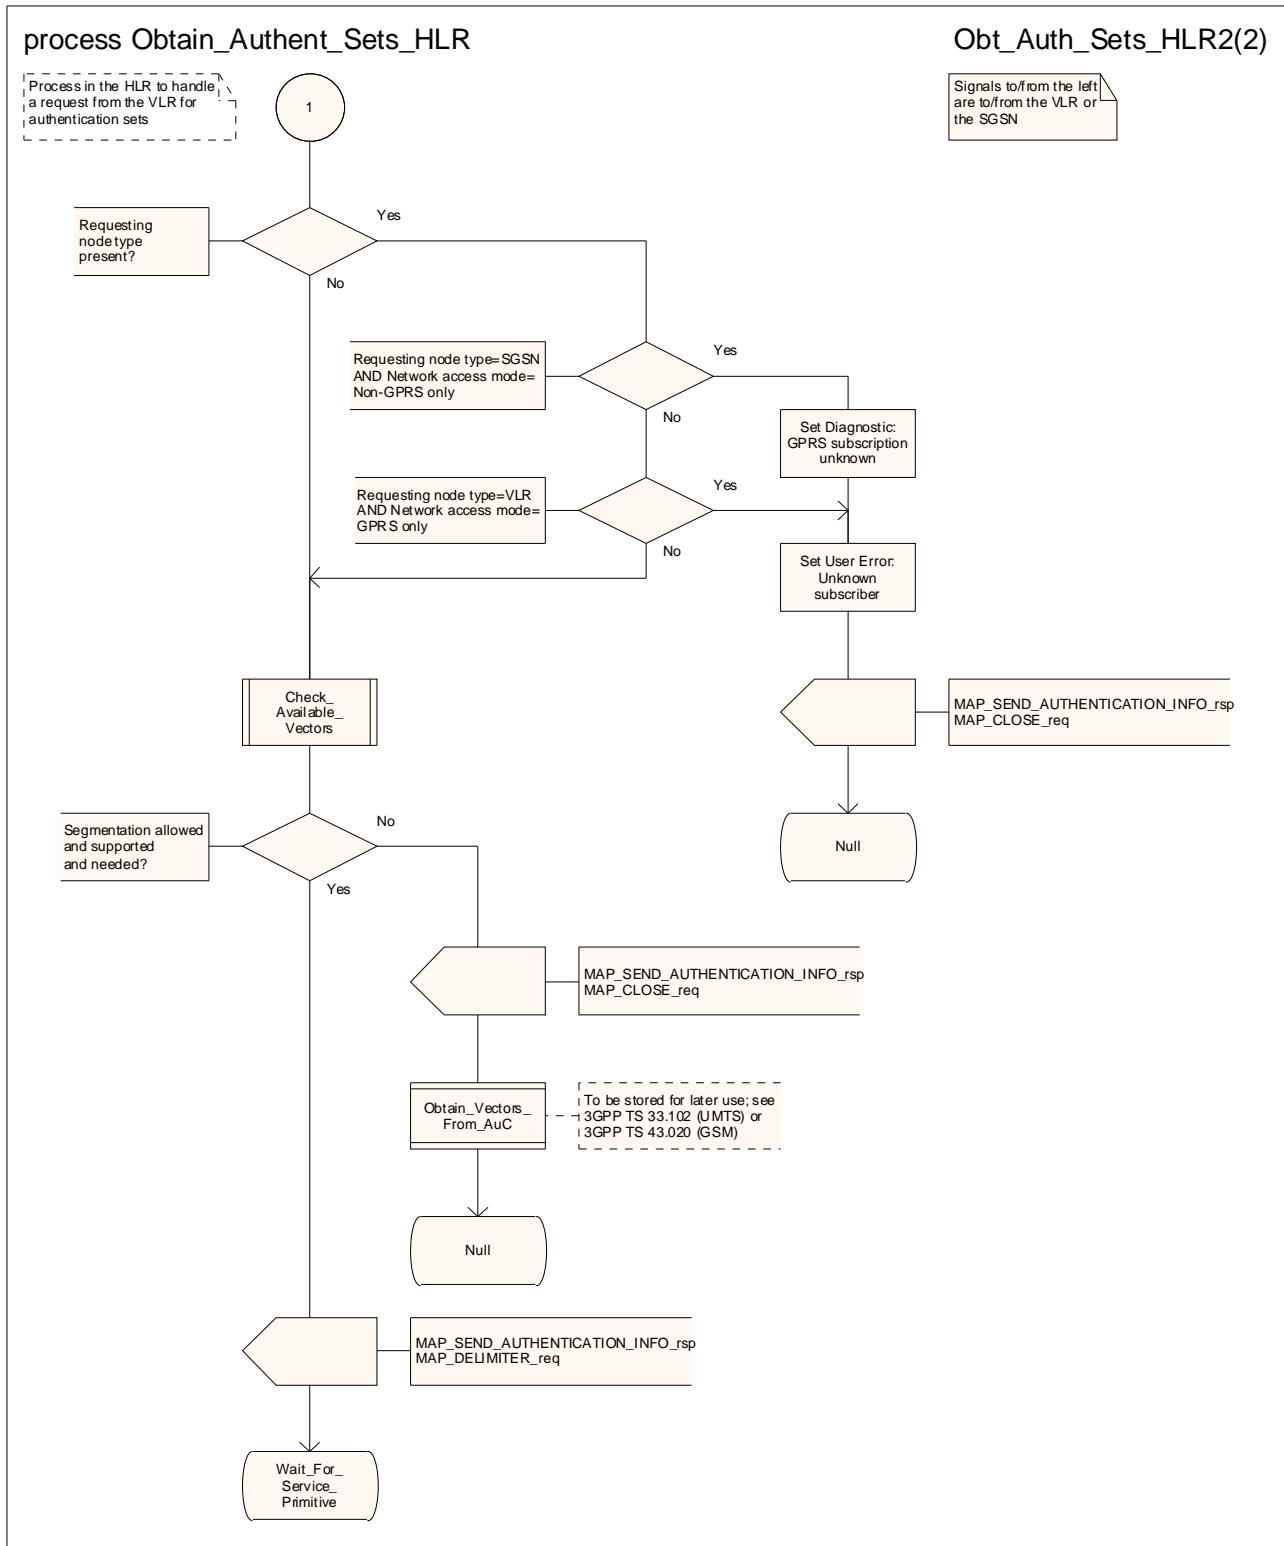 process Obtain_Authent_Sets_HLR
Obt_Auth_Sets_HLR2(2)
Process in the HLR to handle
a request from the VLR for
authentication sets
1
Signals to/from the left
are to/from the VLR or
the SGSN
Requesting
node type
present?
Yes
No
Requesting node type=SGSN
AND Network access mode=
Non-GPRS only
Yes
No
Set Diagnostic:
GPRS subscription
unknown
Requesting node type=VLR
AND Network access mode=
GPRS only
Yes
No
Set User Error:
Unknown
subscriber
Check_
Available_
Vectors
MAP_SEND_AUTHENTICATION_INFO_rsp
MAP_CLOSE_req
Segmentation allowed
and supported
and needed?
No
Yes
Null
MAP_SEND_AUTHENTICATION_INFO_rsp
MAP_CLOSE_req
Obtain_Vectors_
From_AuC
To be stored for later use; see
3GPP TS 33.102 (UMTS) or
3GPP TS 43.020 (GSM)
Null
MAP_SEND_AUTHENTICATION_INFO_rsp
MAP_DELIMITER_req
Wait_For_
Service_
Primitive